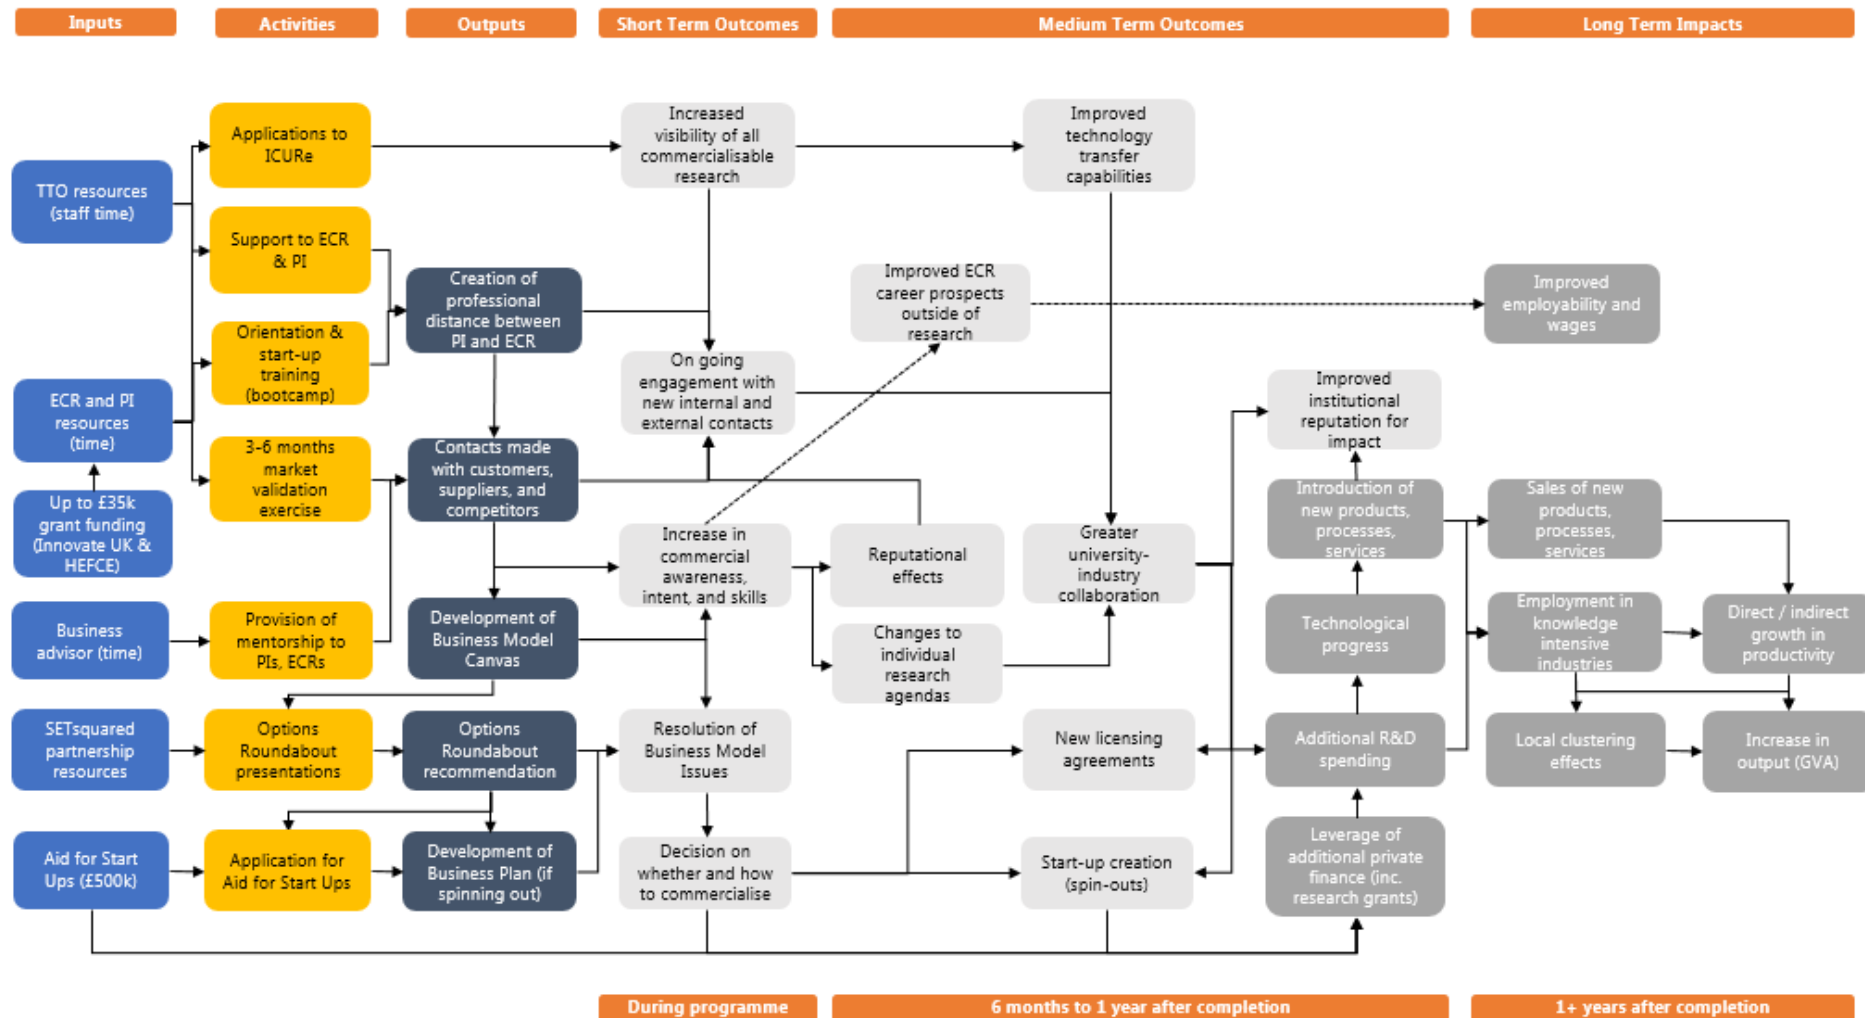 Inputs
Activities
Outputs
Short Term Outcomes
Medium Term Outcomes
Long Term Impacts
TTO resources
(staff time)
ECR and PI
resources
(time)
Up to £35k
grant funding
(Innovate UK &
HEFCE)
Business
advisor (time)
SETsquared
partnership
resources
Aid for Start
Ups (£500k)
Applications to
ICURe
Support to ECR
& PI
Orientation &
start-up
training
(bootcamp)
3-6 months
market
validation
exercise
Provision of
mentorship to
PIs, ECRs
Options
Roundabout
presentations
Application for
Aid for Start Ups
Creation of
professional
distance between
PI and ECR
Contacts made
with customers,
suppliers, and
competitors
Development of
Business Model
Canvas
Options
Roundabout
recommendation
Development of
Business Plan (if
spinning out)
Increased
visibility of all
commercialisable
research
On going
engagement with
new internal and
external contacts
Increase in
commercial
awareness,
intent, and skills
Resolution of
Business Model
Issues
Decision on
whether and how
to commercialise
Improved ECR
career prospects
outside of
research
Reputational
effects
Changes to
individual
research
agendas
Improved
technology
transfer
capabilities
Greater
university-
industry
collaboration
New licensing
agreements
Start-up creation
(spin-outs)
Improved
institutional
reputation for
impact
Introduction of
new products,
processes,
services
Technological
progress
Additional R&D
spending
Leverage of
additional private
finance (inc.
research grants)
Improved
employability and
wages
Sales of new
products,
processes,
services
Employment in
knowledge
intensive
industries
Local clustering
effects
Direct / indirect
growth in
productivity
Increase in
output (GVA)
During programme
6 months to 1 year after completion
1+ years after completion